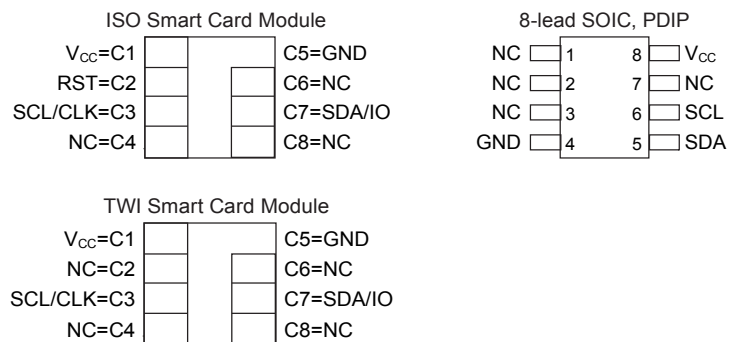 ISO Smart Card Module
V_CC=C1 C5=GND
RST=C2 C6=NC
SCL/CLK=C3 C7=SDA/IO
NC=C4 C8=NC
8-lead SOIC, PDIP
NC 1 8 V_CC
NC 2 7 NC
NC 3 6 SCL
GND 4 5 SDA
TWI Smart Card Module
V_CC=C1 C5=GND
NC=C2 C6=NC
SCL/CLK=C3 C7=SDA/IO
NC=C4 C8=NC